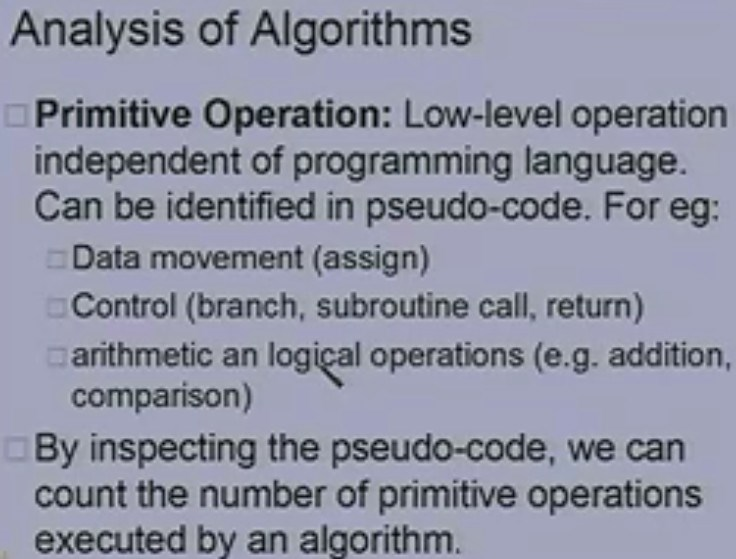 Analysis of Algorithms
Primitive Operation: Low-level operation
independent of programming language.
Can be identified in pseudo-code. For eg:
Data movement (assign)
Control (branch, subroutine call, return)
arithmetic an logical operations (e.g. addition,
comparison)
By inspecting the pseudo-code, we can
count the number of primitive operations
executed by an algorithm.